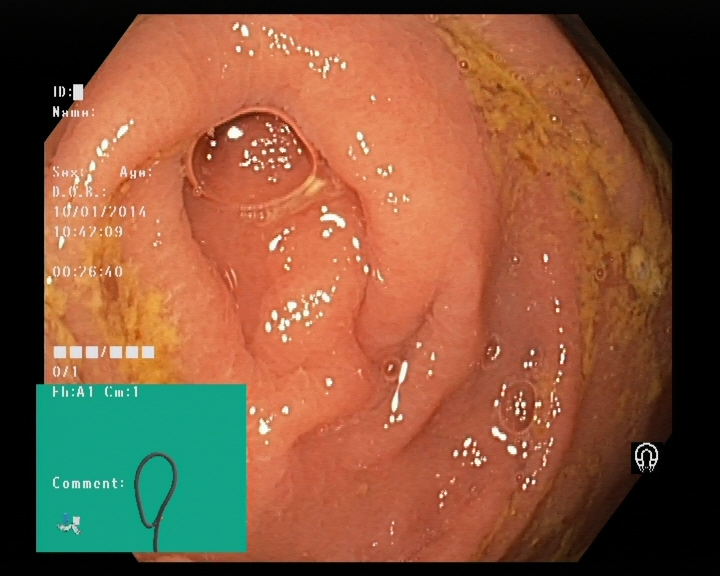 ID:
Name:
Sex: Age:
D.O.B.:
10/01/2014
10:42:09
00:26:40
/
0/1
Eh:A1 Cm:1
Comment: